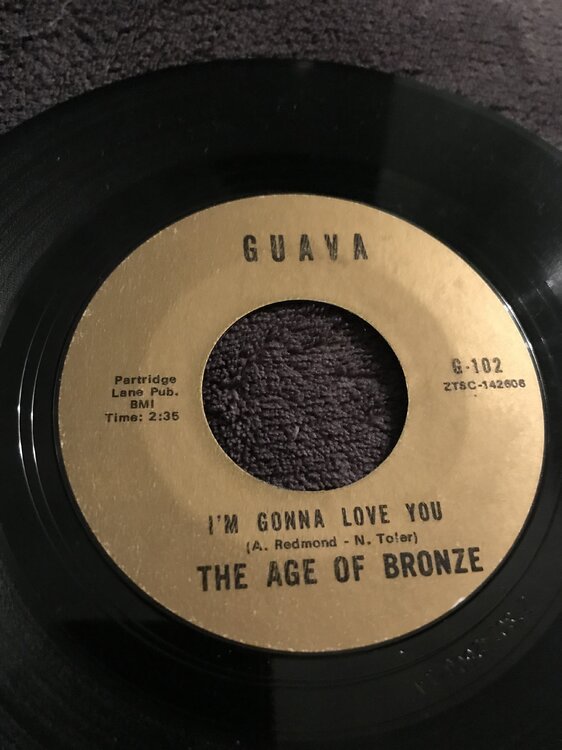 GUAVA
Partridge
Lane Pub.
BMI
Time: 2:35
G-102
ZTSC-142606
I'M GONNA LOVE YOU
(A. Redmond - N. Toler)
THE AGE OF BRONZE